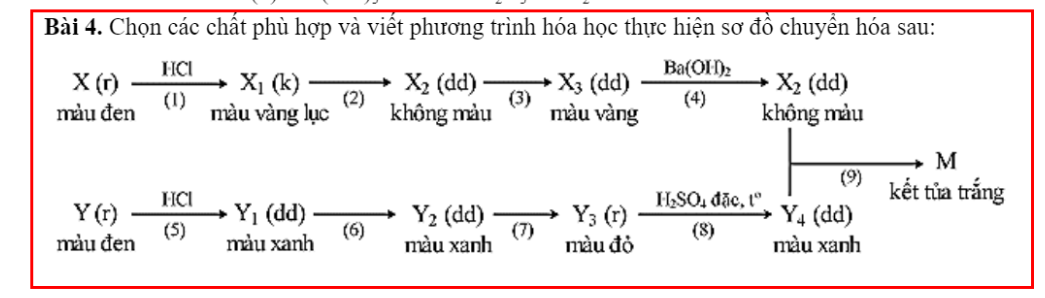 Bài 4. Chọn các chất phù hợp và viết phương trình hóa học thực hiện sơ đồ chuyển hóa sau:
X (r) HCl (1) X₁ (k) (2) X₂ (dd) (3) X₃ (dd) Ba(OH)₂ (4) X₂ (dd)
màu đen màu vàng lục không màu màu vàng không màu
(9) M
kết tủa trắng
Y (r) HCl (5) Y₁ (dd) (6) Y₂ (dd) (7) Y₃ (r) H₂SO₄ đặc, tº (8) Y₄ (dd)
màu đen màu xanh màu xanh màu đỏ màu xanh